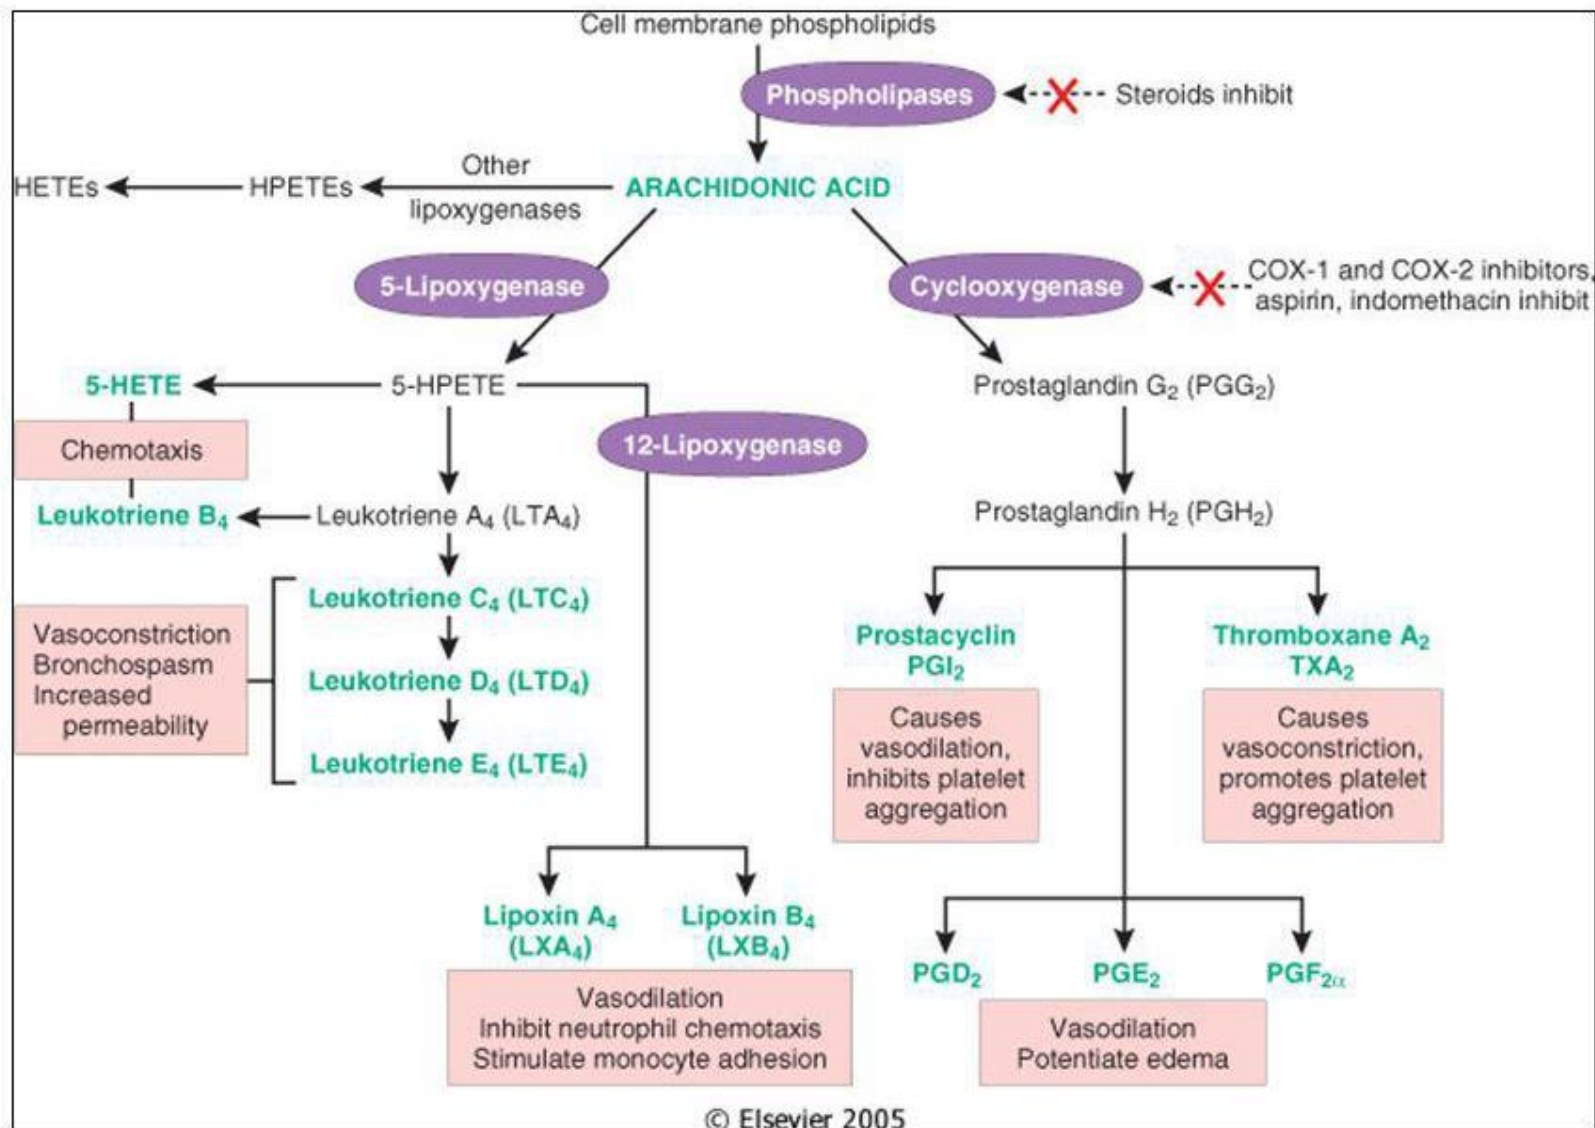 Cell membrane phospholipids
Phospholipases
Steroids inhibit
HETEs
HPETEs
Other
lipoxygenases
ARACHIDONIC ACID
5-Lipoxygenase
Cyclooxygenase
COX-1 and COX-2 inhibitors,
aspirin, indomethacin inhibit
5-HETE
5-HPETE
Prostaglandin G₂ (PGG₂)
Chemotaxis
12-Lipoxygenase
Leukotriene B₄
Leukotriene A₄ (LTA₄)
Prostaglandin H₂ (PGH₂)
Leukotriene C₄ (LTC₄)
Vasoconstriction
Bronchospasm
Increased
permeability
Leukotriene D₄ (LTD₄)
Leukotriene E₄ (LTE₄)
Prostacyclin
PGI₂
Causes
vasodilation,
inhibits platelet
aggregation
Thromboxane A₂
TXA₂
Causes
vasoconstriction,
promotes platelet
aggregation
Lipoxin A₄
(LXA₄)
Lipoxin B₄
(LXB₄)
Vasodilation
Inhibit neutrophil chemotaxis
Stimulate monocyte adhesion
PGD₂
PGE₂
PGF₂α
Vasodilation
Potentiate edema
© Elsevier 2005